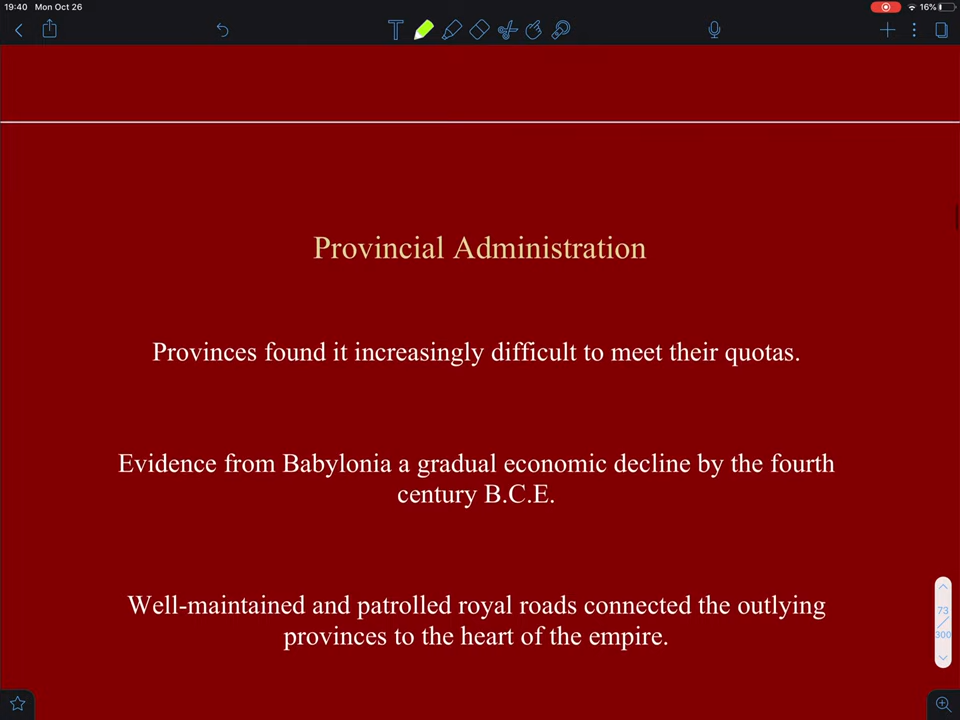 19:40 Mon Oct 26
16%
T
Provincial Administration
Provinces found it increasingly difficult to meet their quotas.
Evidence from Babylonia a gradual economic decline by the fourth
century B.C.E.
Well-maintained and patrolled royal roads connected the outlying
provinces to the heart of the empire.
73
/
300